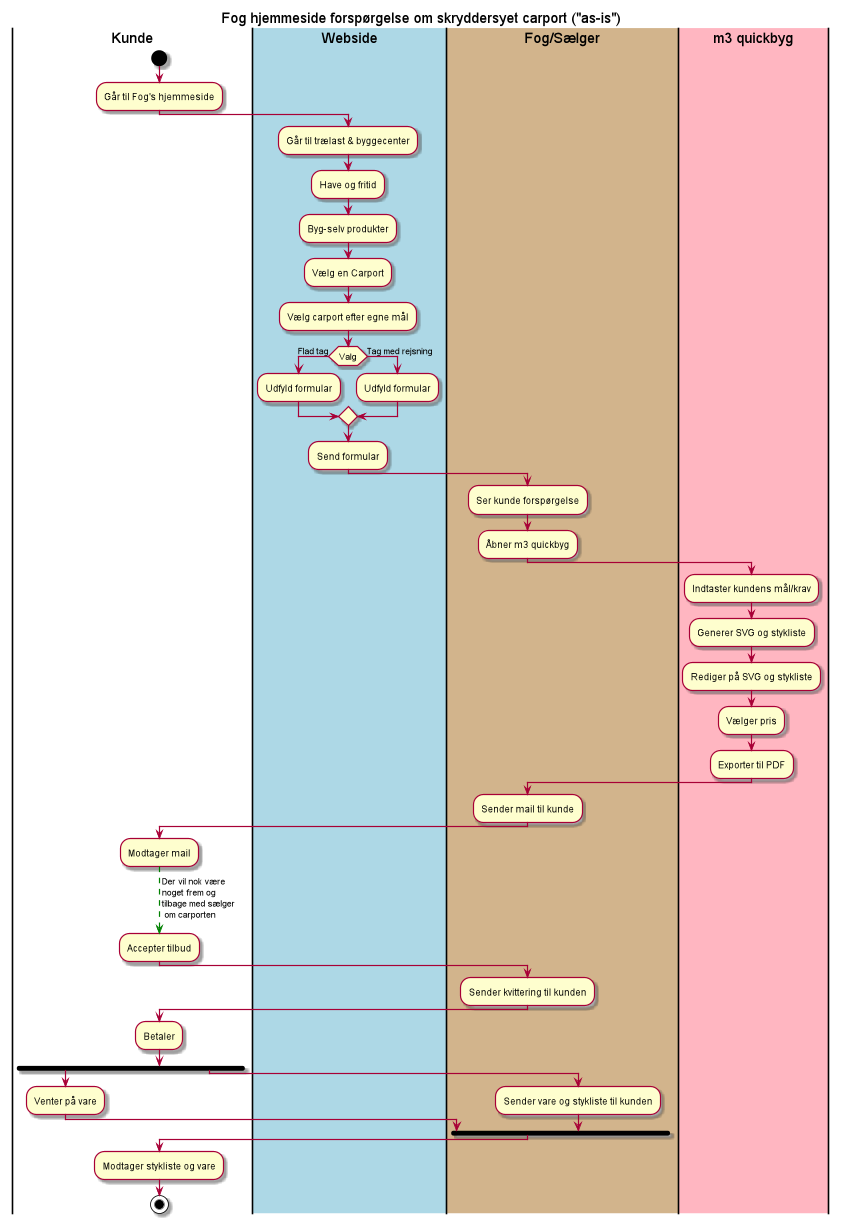 Fog hjemmeside forspørgelse om skryddersyet carport ("as-is")
Kunde
Webside
Fog/Sælger
m3 quickbyg
Går til Fog's hjemmeside
Går til trælast & byggecenter
Have og fritid
Byg-selv produkter
Vælg en Carport
Vælg carport efter egne mål
Flad tag
Valg
Tag med rejsning
Udfyld formular
Udfyld formular
Send formular
Ser kunde forspørgelse
Åbner m3 quickbyg
Indtaster kundens mål/krav
Generer SVG og stykliste
Rediger på SVG og stykliste
Vælger pris
Exporter til PDF
Sender mail til kunde
Modtager mail
Der vil nok være
noget frem og
tilbage med sælger
om carporten
Accepter tilbud
Sender kvittering til kunden
Betaler
Venter på vare
Sender vare og stykliste til kunden
Modtager stykliste og vare